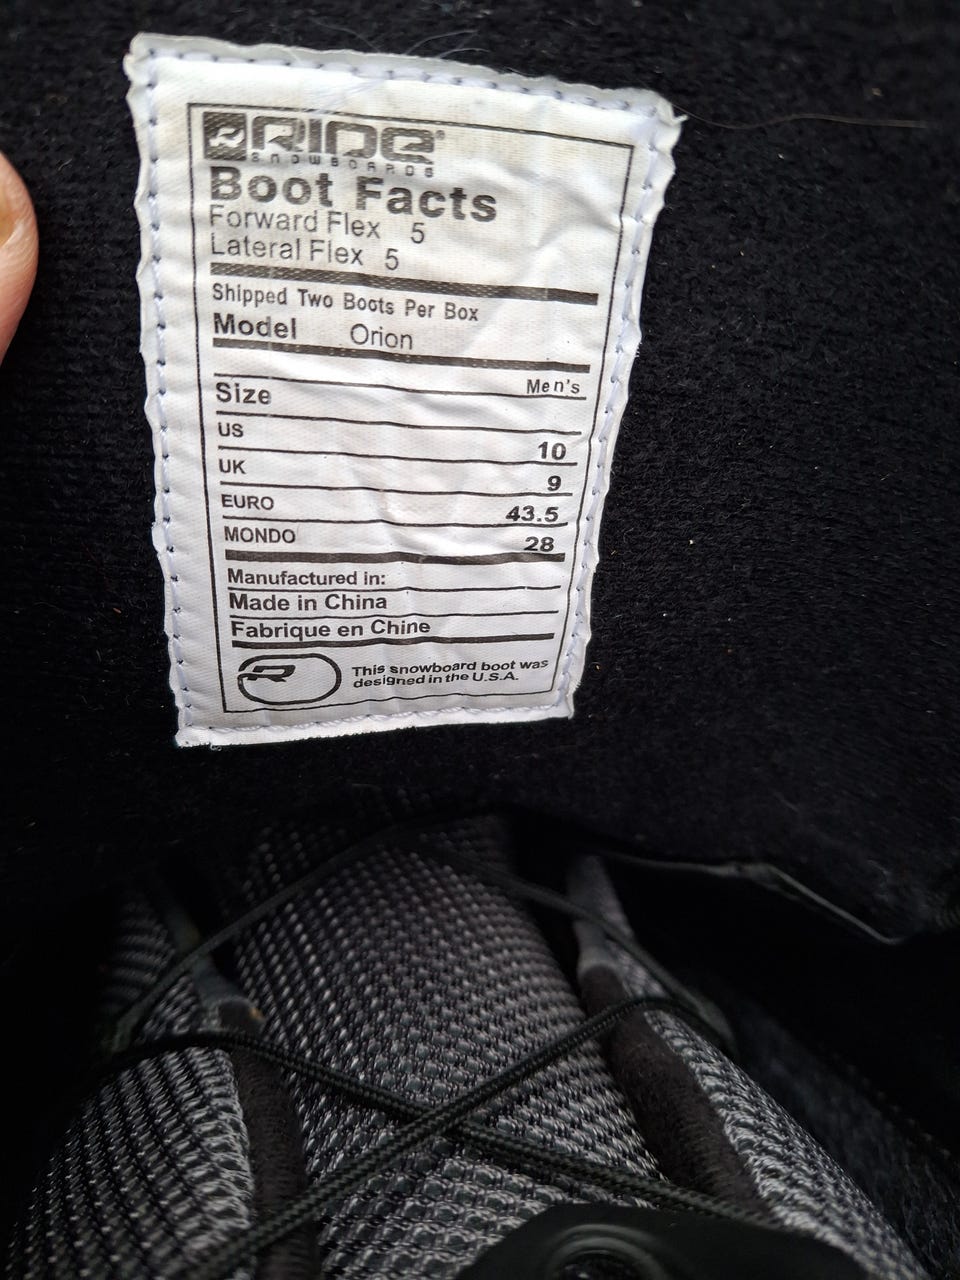 RIDE®
SNOWBOARDS
Boot Facts
Forward Flex 5
Lateral Flex 5
Shipped Two Boots Per Box
Model Orion
Size Men's
US 10
UK 9
EURO 43.5
MONDO 28
Manufactured in:
Made in China
Fabrique en Chine
R
This snowboard boot was
designed in the U.S.A.